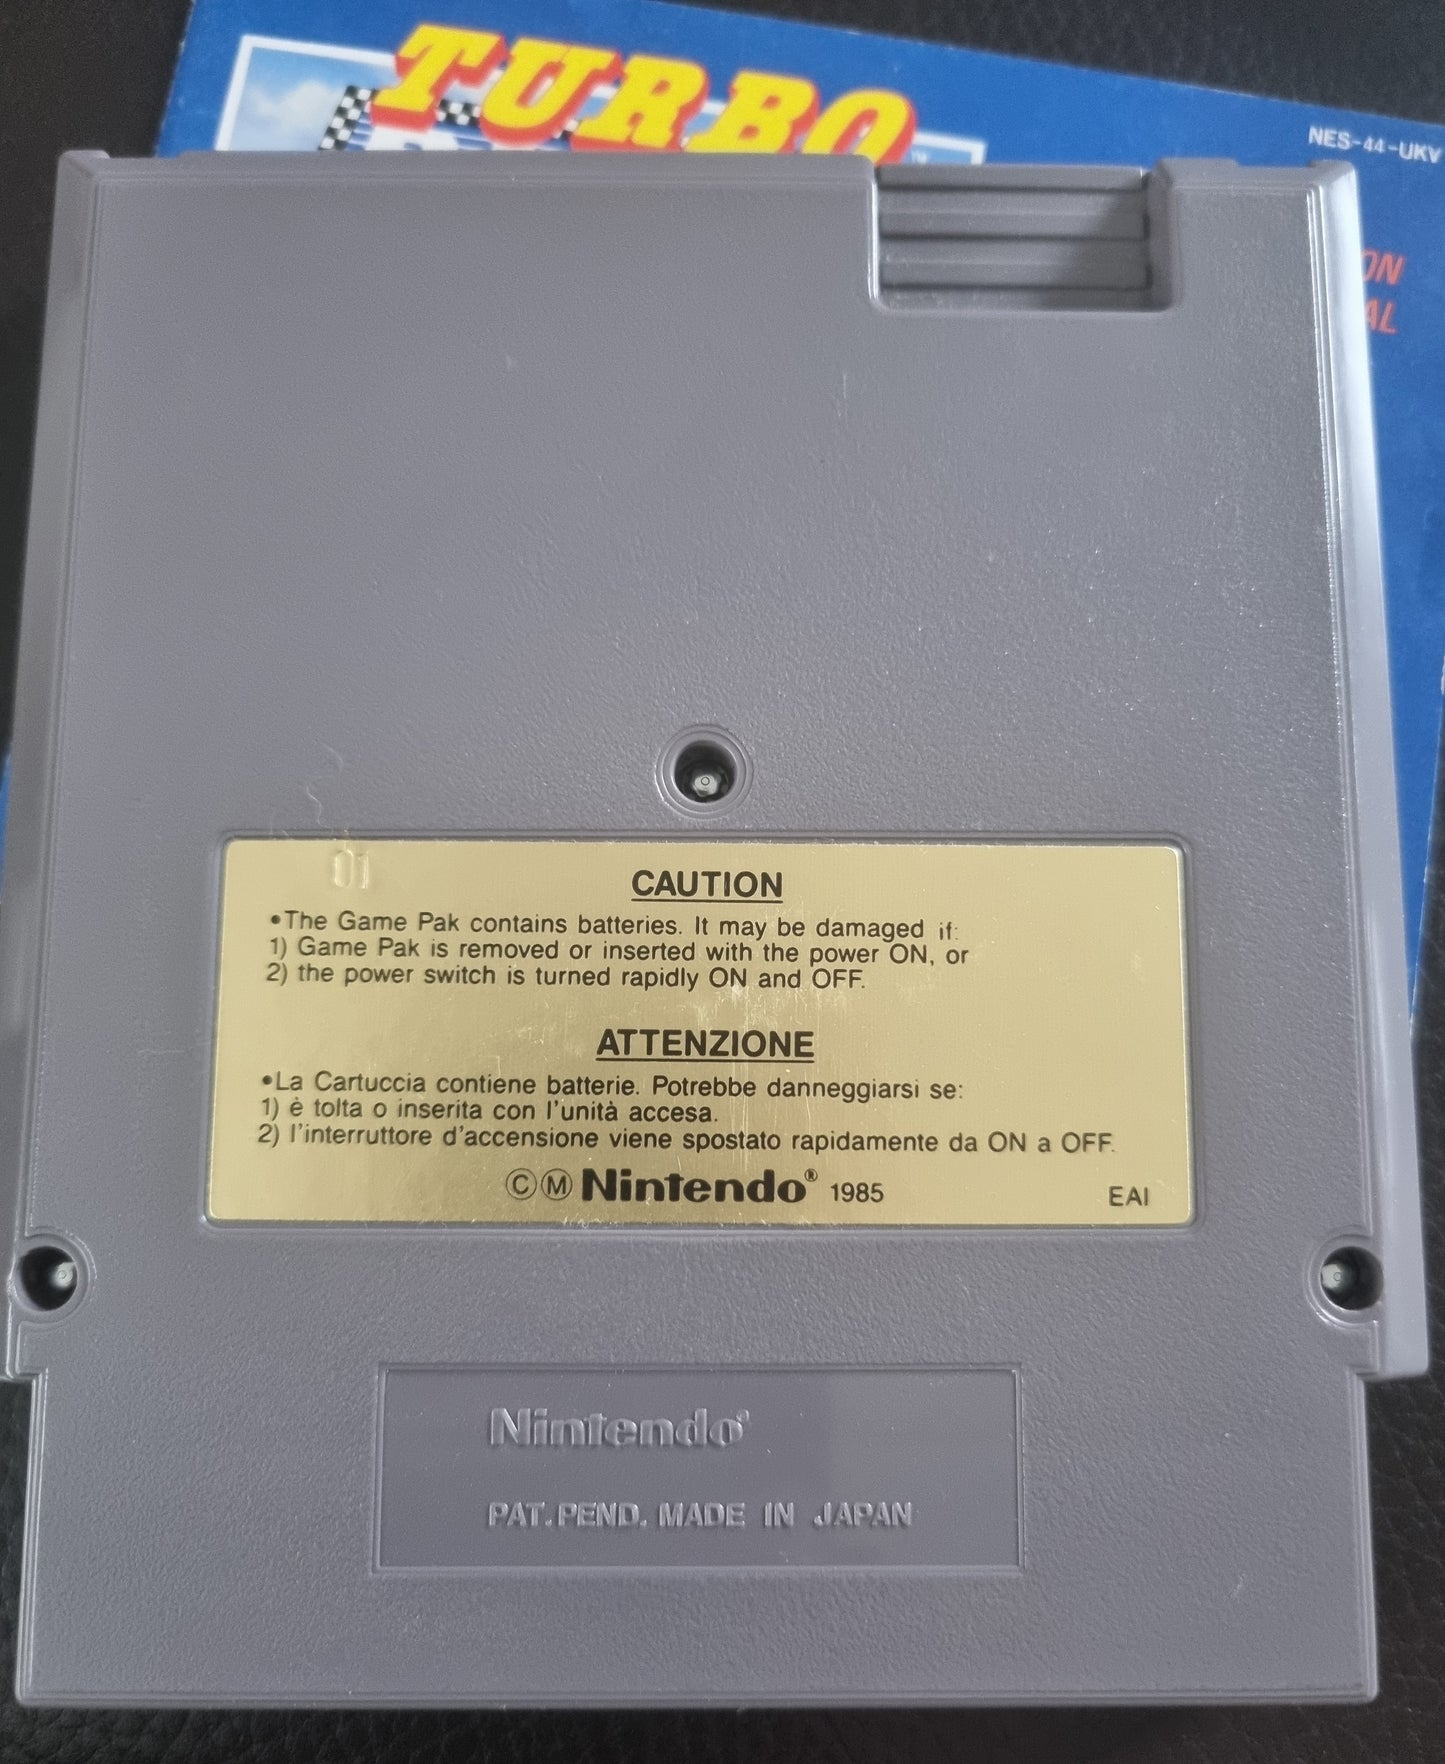 TURBO
NES-44-UKV
ON
AL
01
CAUTION
•The Game Pak contains batteries. It may be damaged if:
1) Game Pak is removed or inserted with the power ON, or
2) the power switch is turned rapidly ON and OFF.
ATTENZIONE
•La Cartuccia contiene batterie. Potrebbe danneggiarsi se:
1) è tolta o inserita con l'unità accesa.
2) l'interruttore d'accensione viene spostato rapidamente da ON a OFF.
©Ⓜ Nintendo® 1985 EAI
Nintendo®
PAT. PEND. MADE IN JAPAN